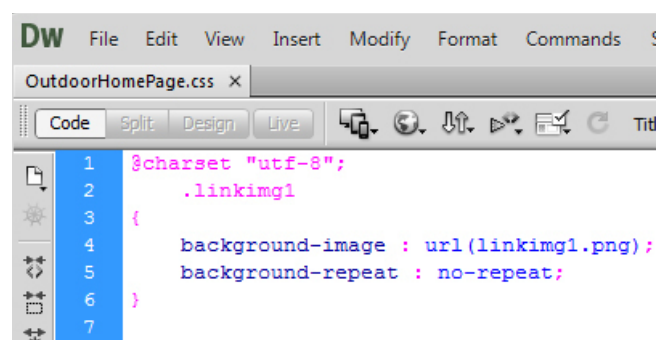 Dw File Edit View Insert Modify Format Commands
OutdoorHomePage.css ×
Code Split Design Live
1 @charset "utf-8";
2 .linkimg1
3 {
4 background-image : url(linkimg1.png);
5 background-repeat : no-repeat;
6 }
7